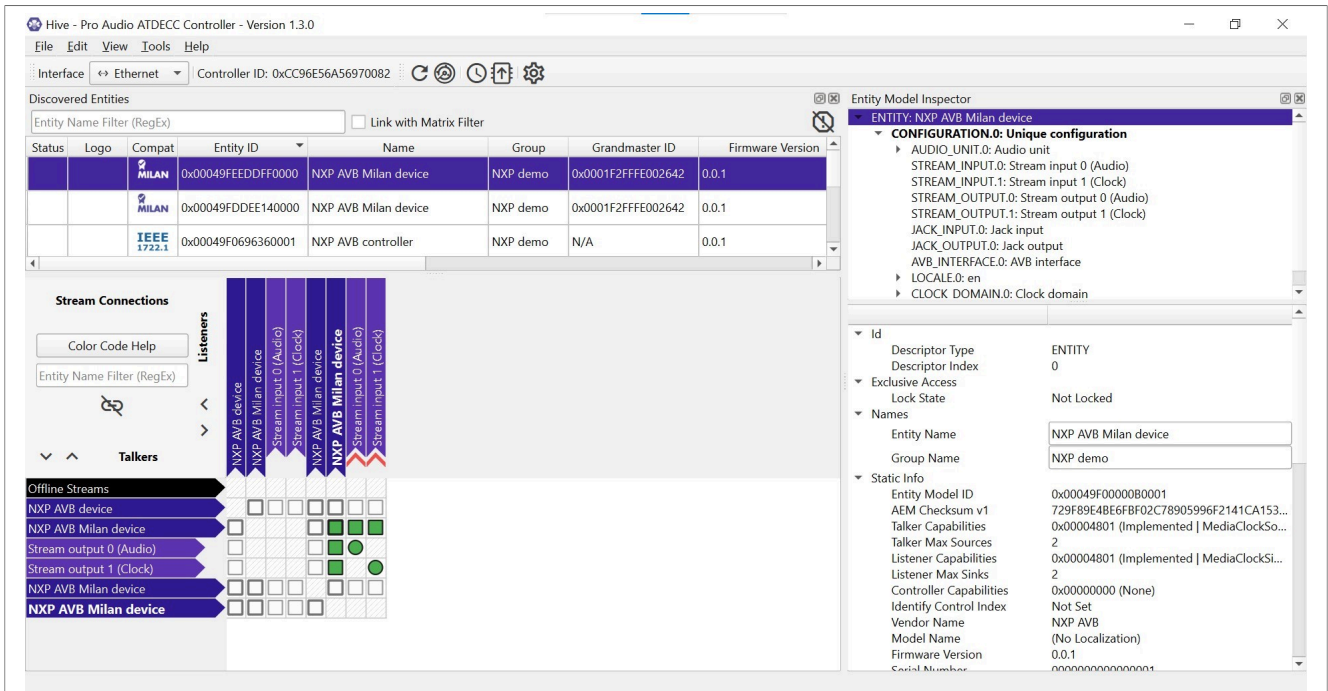 Hive - Pro Audio ATDECC Controller - Version 1.3.0
File Edit View Tools Help
Interface Ethernet Controller ID: 0xCC96E56A56970082
Discovered Entities
Entity Name Filter (RegEx) Link with Matrix Filter
Status Logo Compat Entity ID Name Group Grandmaster ID Firmware Version
MILAN 0x00049FEEDDFF0000 NXP AVB Milan device NXP demo 0x0001F2FFFE002642 0.0.1
MILAN 0x00049FDDEE140000 NXP AVB Milan device NXP demo 0x0001F2FFFE002642 0.0.1
IEEE 1722.1 0x00049F0696360001 NXP AVB controller NXP demo N/A 0.0.1
Stream Connections
Color Code Help
Entity Name Filter (RegEx)
Listeners
Talkers
NXP AVB device
NXP AVB Milan device
Stream input 0 (Audio)
Stream input 1 (Clock)
NXP AVB Milan device
NXP AVB Milan device
Stream input 0 (Audio)
Stream input 1 (Clock)
Offline Streams
NXP AVB device
NXP AVB Milan device
Stream output 0 (Audio)
Stream output 1 (Clock)
NXP AVB Milan device
NXP AVB Milan device
Entity Model Inspector
ENTITY: NXP AVB Milan device
CONFIGURATION.0: Unique configuration
AUDIO_UNIT.0: Audio unit
STREAM_INPUT.0: Stream input 0 (Audio)
STREAM_INPUT.1: Stream input 1 (Clock)
STREAM_OUTPUT.0: Stream output 0 (Audio)
STREAM_OUTPUT.1: Stream output 1 (Clock)
JACK_INPUT.0: Jack input
JACK_OUTPUT.0: Jack output
AVB_INTERFACE.0: AVB interface
LOCALE.0: en
CLOCK_DOMAIN.0: Clock domain
Id
Descriptor Type ENTITY
Descriptor Index 0
Exclusive Access
Lock State Not Locked
Names
Entity Name NXP AVB Milan device
Group Name NXP demo
Static Info
Entity Model ID 0x00049F00000B0001
AEM Checksum v1 729F89E4BE6FBF02C78905996F2141CA153...
Talker Capabilities 0x00004801 (Implemented | MediaClockSo...
Talker Max Sources 2
Listener Capabilities 0x00004801 (Implemented | MediaClockSi...
Listener Max Sinks 2
Controller Capabilities 0x00000000 (None)
Identify Control Index Not Set
Vendor Name NXP AVB
Model Name (No Localization)
Firmware Version 0.0.1
Serial Number 0000000000000001